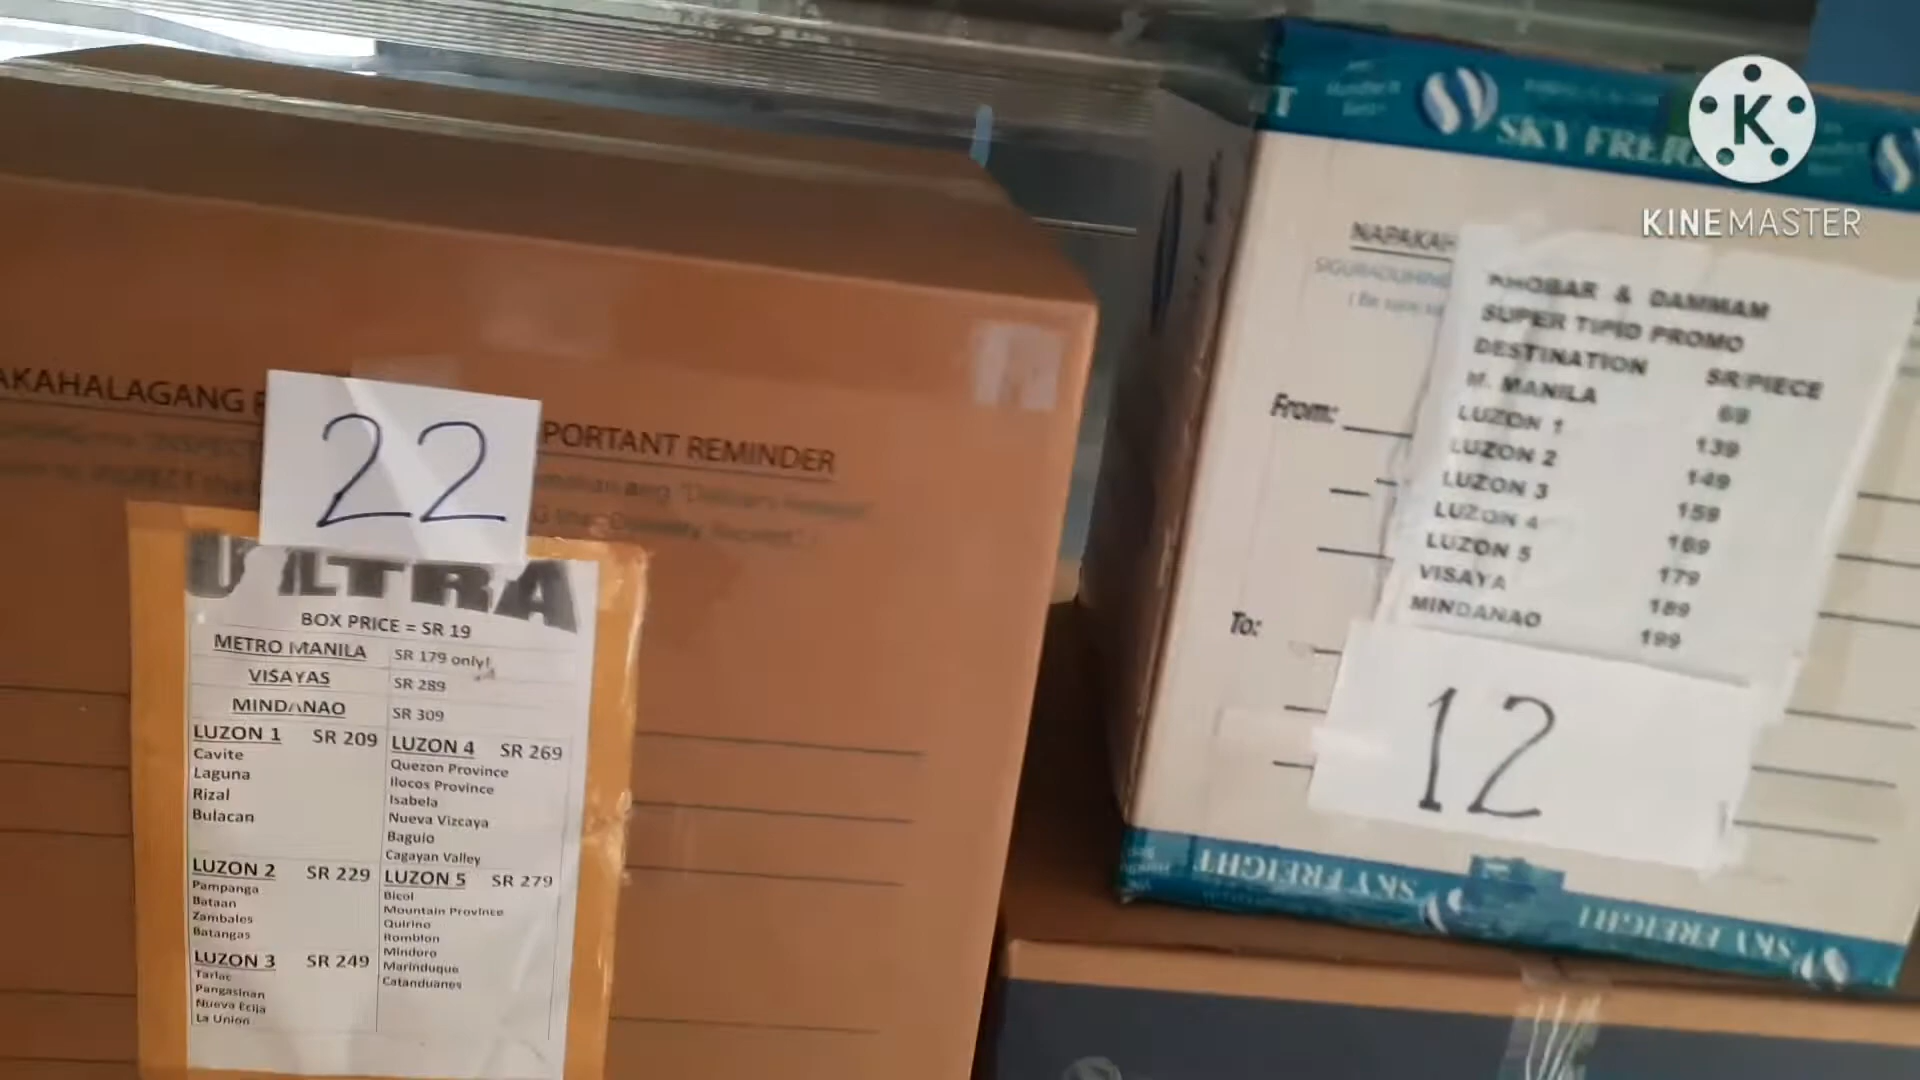 AKAHALAGANG
PORTANT REMINDER
22
ULTRA
BOX PRICE = SR 19
METRO MANILA SR 179 only!
VISAYAS SR 289
MINDANAO SR 309
LUZON 1 SR 209
Cavite
Laguna
Rizal
Bulacan
LUZON 2 SR 229
Pampanga
Bataan
Zambales
Batangas
LUZON 3 SR 249
Tarlac
Pangasinan
Nueva Ecija
La Union
LUZON 4 SR 269
Quezon Province
Ilocos Province
Isabela
Nueva Vizcaya
Baguio
Cagayan Valley
LUZON 5 SR 279
Bicol
Mountain Province
Quirino
Romblon
Mindoro
Marinduque
Catanduanes
SKY FREI
KINEMASTER
NAPAKAH
From:
To:
KHOBAR & DAMMAM
SUPER TIPID PROMO
DESTINATION SR/PIECE
M. MANILA 69
LUZON 1 139
LUZON 2 149
LUZON 3 159
LUZON 4 169
LUZON 5 179
VISAYA 189
MINDANAO 199
12
SKY FREIGHT
SKY FREIGHT